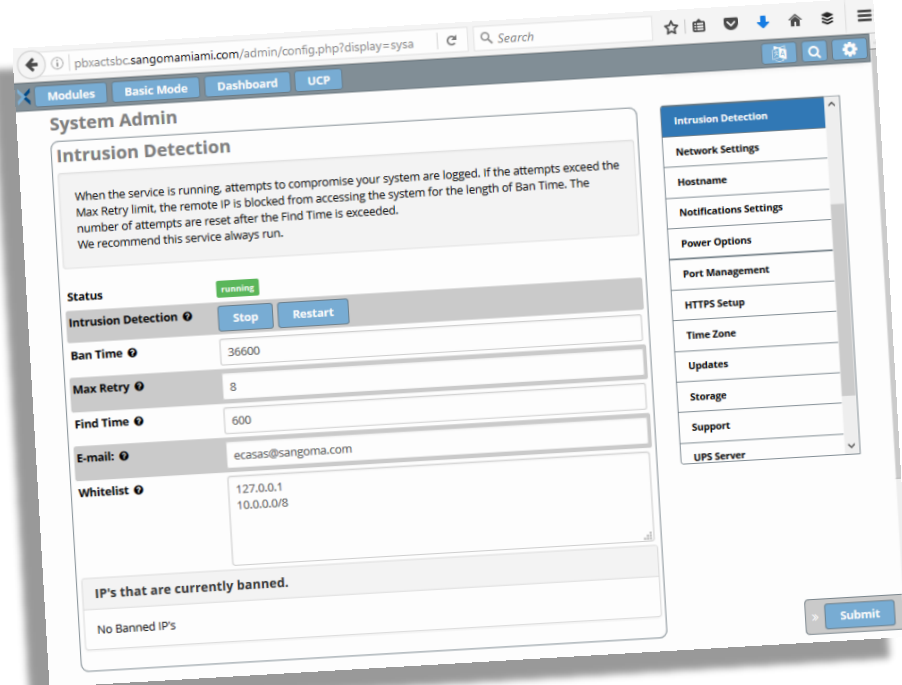 pbxactsbc.sangomamiami.com/admin/config.php?display=sysa
Search
Modules
Basic Mode
Dashboard
UCP
System Admin
Intrusion Detection
When the service is running, attempts to compromise your system are logged. If the attempts exceed the
Max Retry limit, the remote IP is blocked from accessing the system for the length of Ban Time. The
number of attempts are reset after the Find Time is exceeded.
We recommend this service always run.
Status
running
Intrusion Detection
Stop
Restart
Ban Time
36600
Max Retry
8
Find Time
600
E-mail:
ecasas@sangoma.com
Whitelist
127.0.0.1
10.0.0.0/8
IP's that are currently banned.
No Banned IP's
Intrusion Detection
Network Settings
Hostname
Notifications Settings
Power Options
Port Management
HTTPS Setup
Time Zone
Updates
Storage
Support
UPS Server
Submit